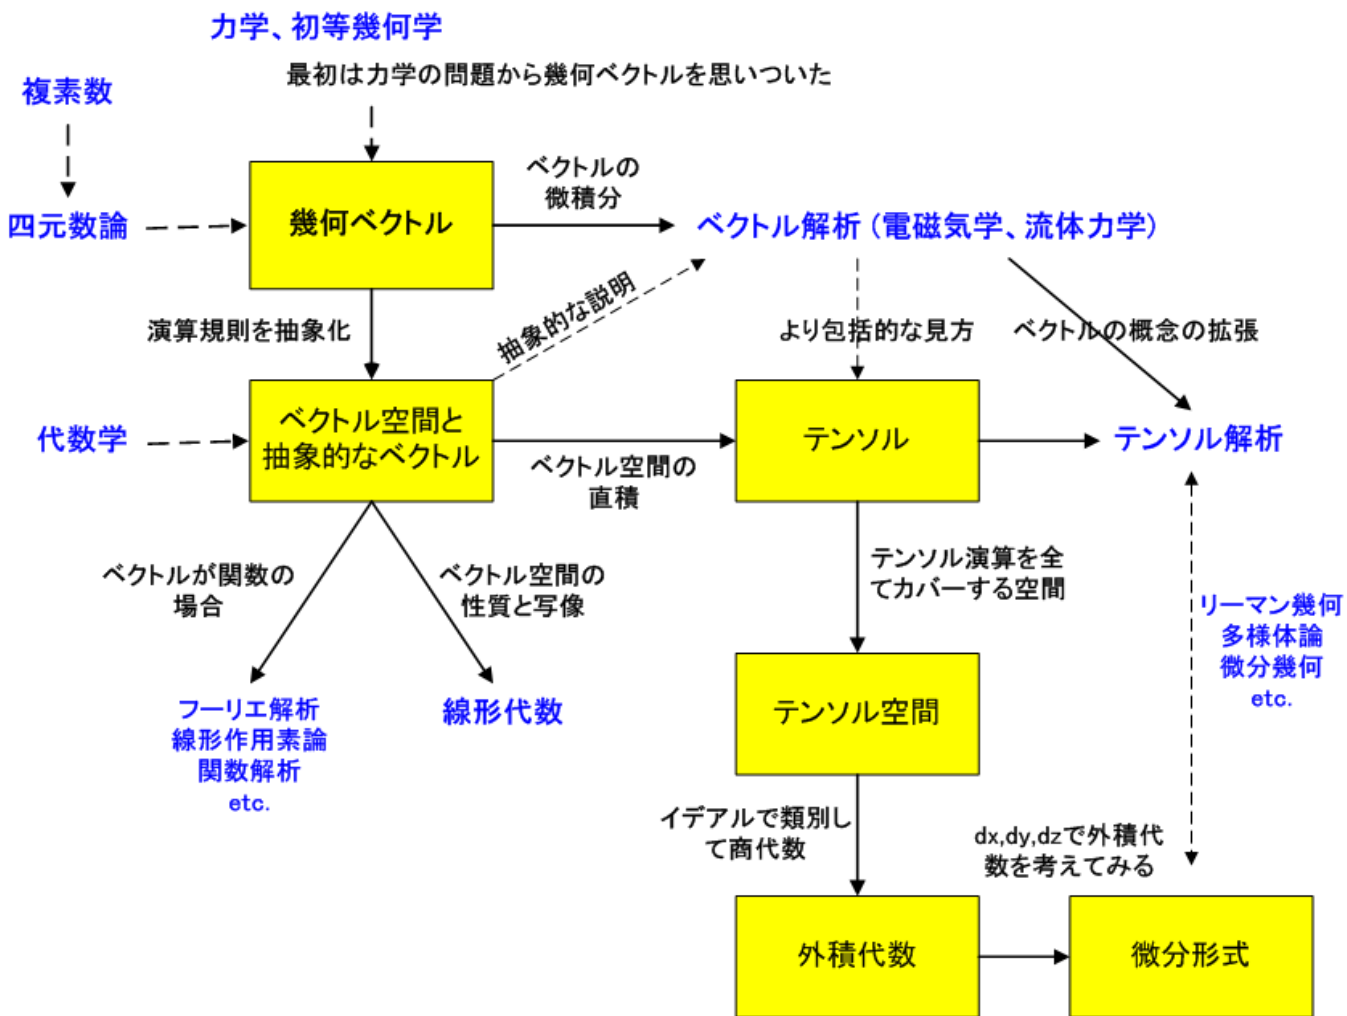 力学、初等幾何学
最初は力学の問題から幾何ベクトルを思いついた
複素数
四元数論
幾何ベクトル
ベクトルの
微積分
ベクトル解析（電磁気学、流体力学）
演算規則を抽象化
抽象的な説明
より包括的な見方
ベクトルの概念の拡張
代数学
ベクトル空間と
抽象的なベクトル
ベクトル空間の
直積
テンソル
テンソル解析
ベクトルが関数の
場合
ベクトル空間の
性質と写像
テンソル演算を全
てカバーする空間
リーマン幾何
多様体論
微分幾何
etc.
フーリエ解析
線形作用素論
関数解析
etc.
線形代数
テンソル空間
イデアルで類別し
て商代数
dx,dy,dzで外積代
数を考えてみる
外積代数
微分形式